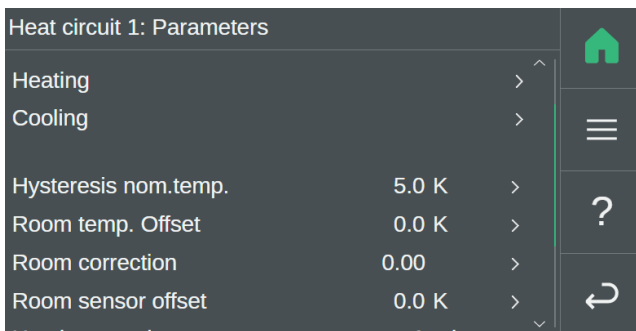 Heat circuit 1: Parameters
Heating
Cooling
Hysteresis nom.temp. 5.0 K
Room temp. Offset 0.0 K
Room correction 0.00
Room sensor offset 0.0 K
?